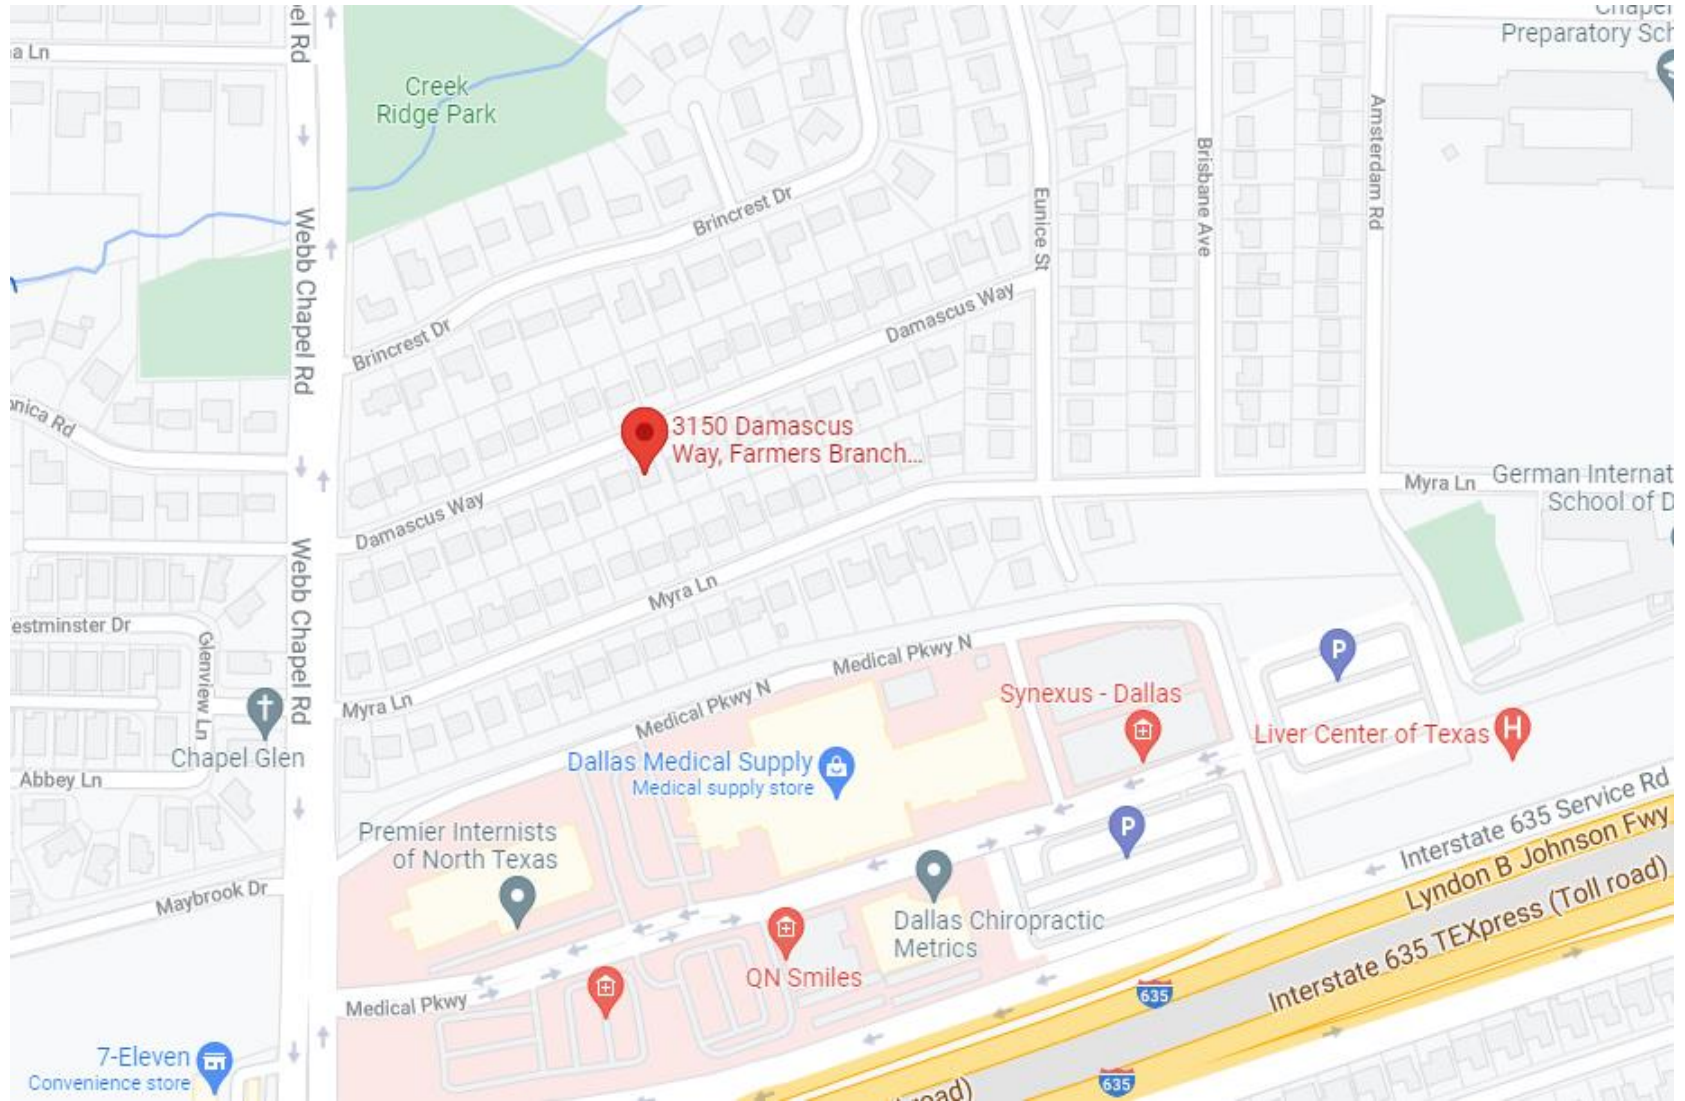 el Rd
a Ln
Creek
Ridge Park
Chapel
Preparatory Sch
Amsterdam Rd
Brisbane Ave
Eunice St
Brincrest Dr
Webb Chapel Rd
Damascus Way
Brincrest Dr
onica Rd
3150 Damascus
Way, Farmers Branch...
Myra Ln
German Internat
School of D
Damascus Way
Webb Chapel Rd
Myra Ln
estminster Dr
Glenview Ln
Medical Pkwy N
P
Synexus - Dallas
Myra Ln
Medical Pkwy N
Liver Center of Texas
H
Chapel Glen
Dallas Medical Supply
Medical supply store
Abbey Ln
Interstate 635 Service Rd
Premier Internists
of North Texas
P
Lyndon B Johnson Fwy
Maybrook Dr
Dallas Chiropractic
Metrics
Interstate 635 TEXpress (Toll road)
QN Smiles
Medical Pkwy
635
7-Eleven
Convenience store
635
road)